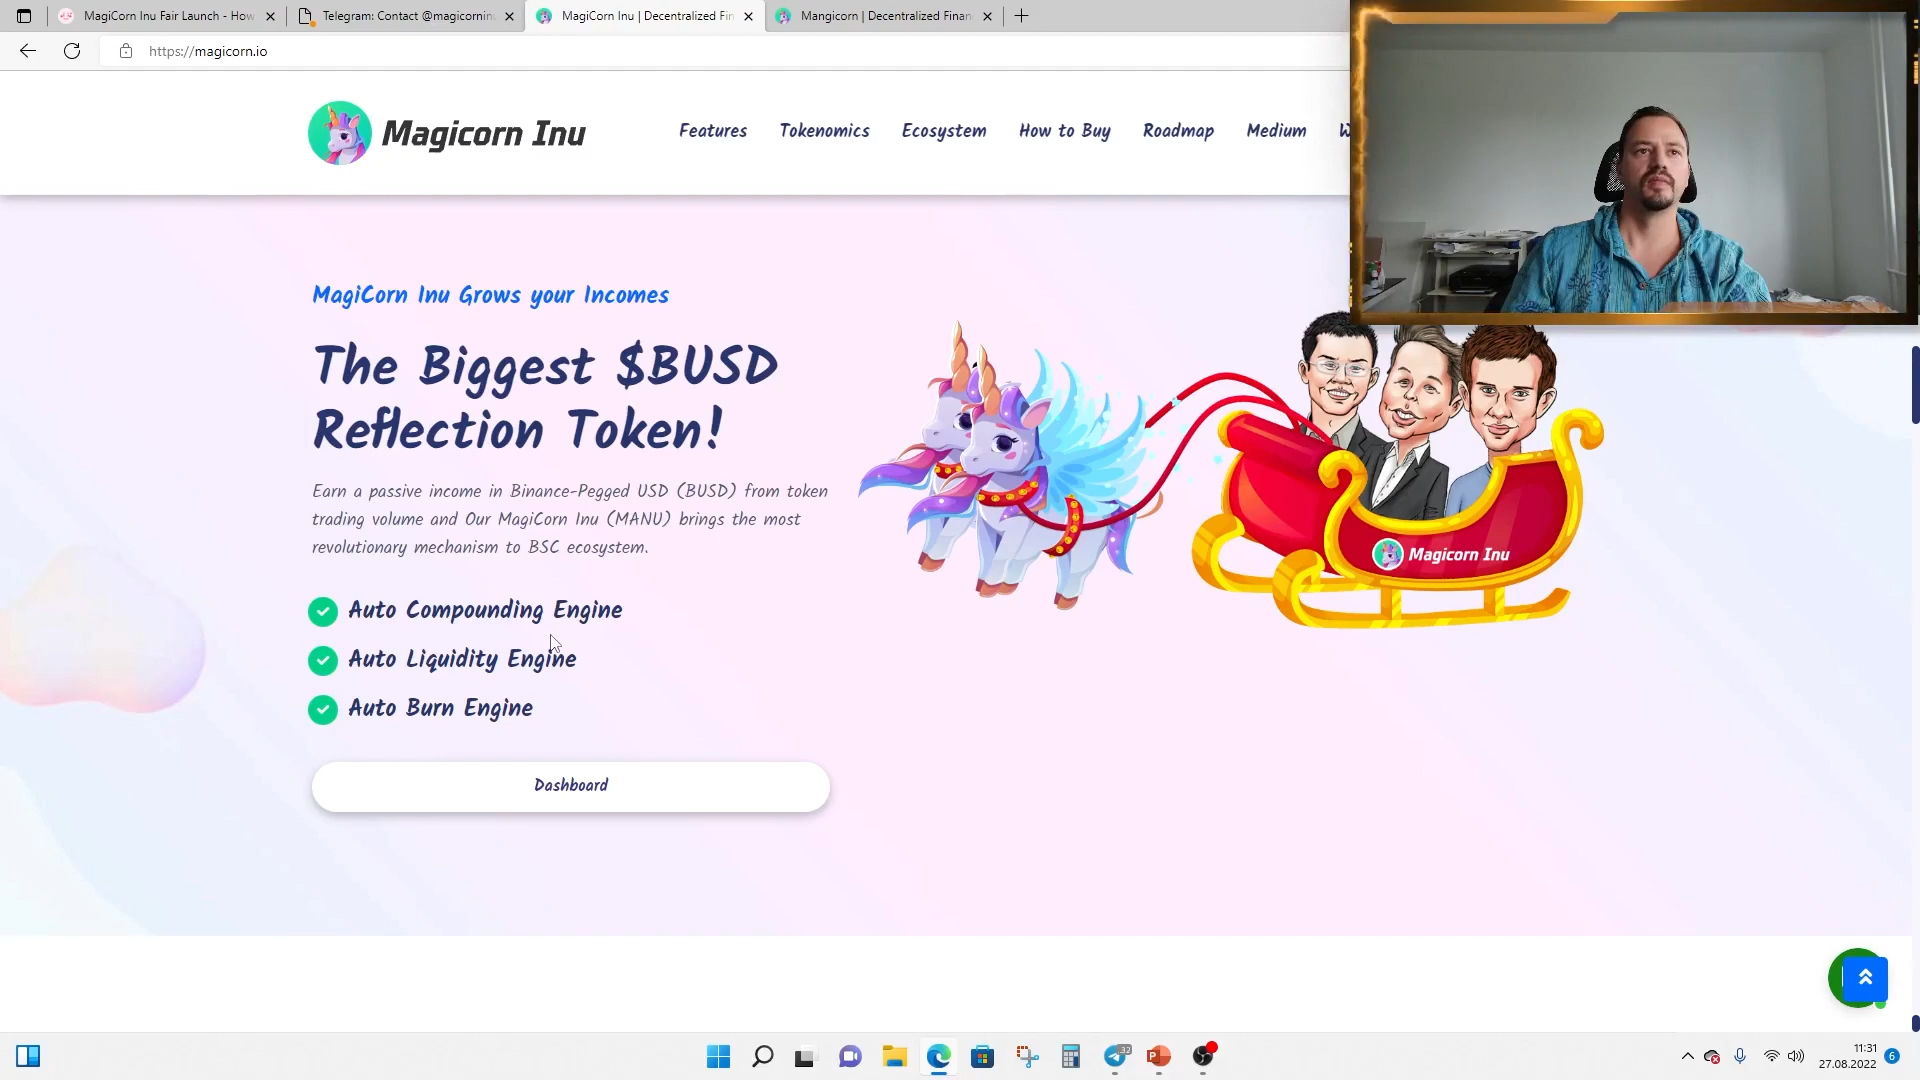 MagiCorn Inu Fair Launch - How
Telegram: Contact @magicorninu
MagiCorn Inu | Decentralized Fin
Mangicorn | Decentralized Finan
https://magicorn.io
Magicorn Inu
Features
Tokenomics
Ecosystem
How to Buy
Roadmap
Medium
W
MagiCorn Inu Grows your Incomes
The Biggest $BUSD
Reflection Token!
Earn a passive income in Binance-Pegged USD (BUSD) from token
trading volume and Our MagiCorn Inu (MANU) brings the most
revolutionary mechanism to BSC ecosystem.
Auto Compounding Engine
Auto Liquidity Engine
Auto Burn Engine
Dashboard
Magicorn Inu
32
11:31
27.08.2022
6